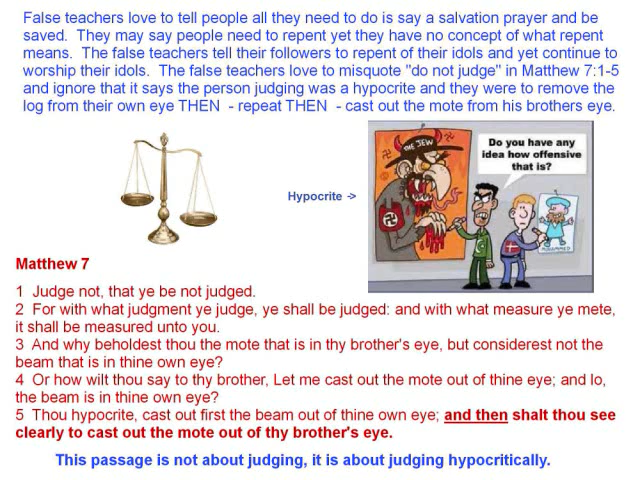 False teachers love to tell people all they need to do is say a salvation prayer and be
saved. They may say people need to repent yet they have no concept of what repent
means. The false teachers tell their followers to repent of their idols and yet continue to
worship their idols. The false teachers love to misquote "do not judge" in Matthew 7:1-5
and ignore that it says the person judging was a hypocrite and they were to remove the
log from their own eye THEN - repeat THEN - cast out the mote from his brothers eye.
THE JEW
Do you have any
idea how offensive
that is?
Hypocrite ->
MOHAMMED
Matthew 7
1 Judge not, that ye be not judged.
2 For with what judgment ye judge, ye shall be judged: and with what measure ye mete,
it shall be measured unto you.
3 And why beholdest thou the mote that is in thy brother's eye, but considerest not the
beam that is in thine own eye?
4 Or how wilt thou say to thy brother, Let me cast out the mote out of thine eye; and lo,
the beam is in thine own eye?
5 Thou hypocrite, cast out first the beam out of thine own eye; and then shalt thou see
clearly to cast out the mote out of thy brother's eye.
This passage is not about judging, it is about judging hypocritically.